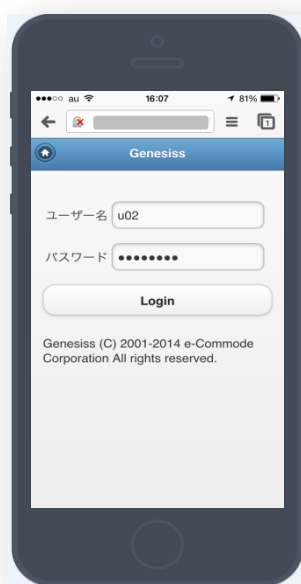 au 16:07 81%
1
Genesiss
ユーザー名 u02
パスワード ••••••••
Login
Genesiss (C) 2001-2014 e-Commode
Corporation All rights reserved.